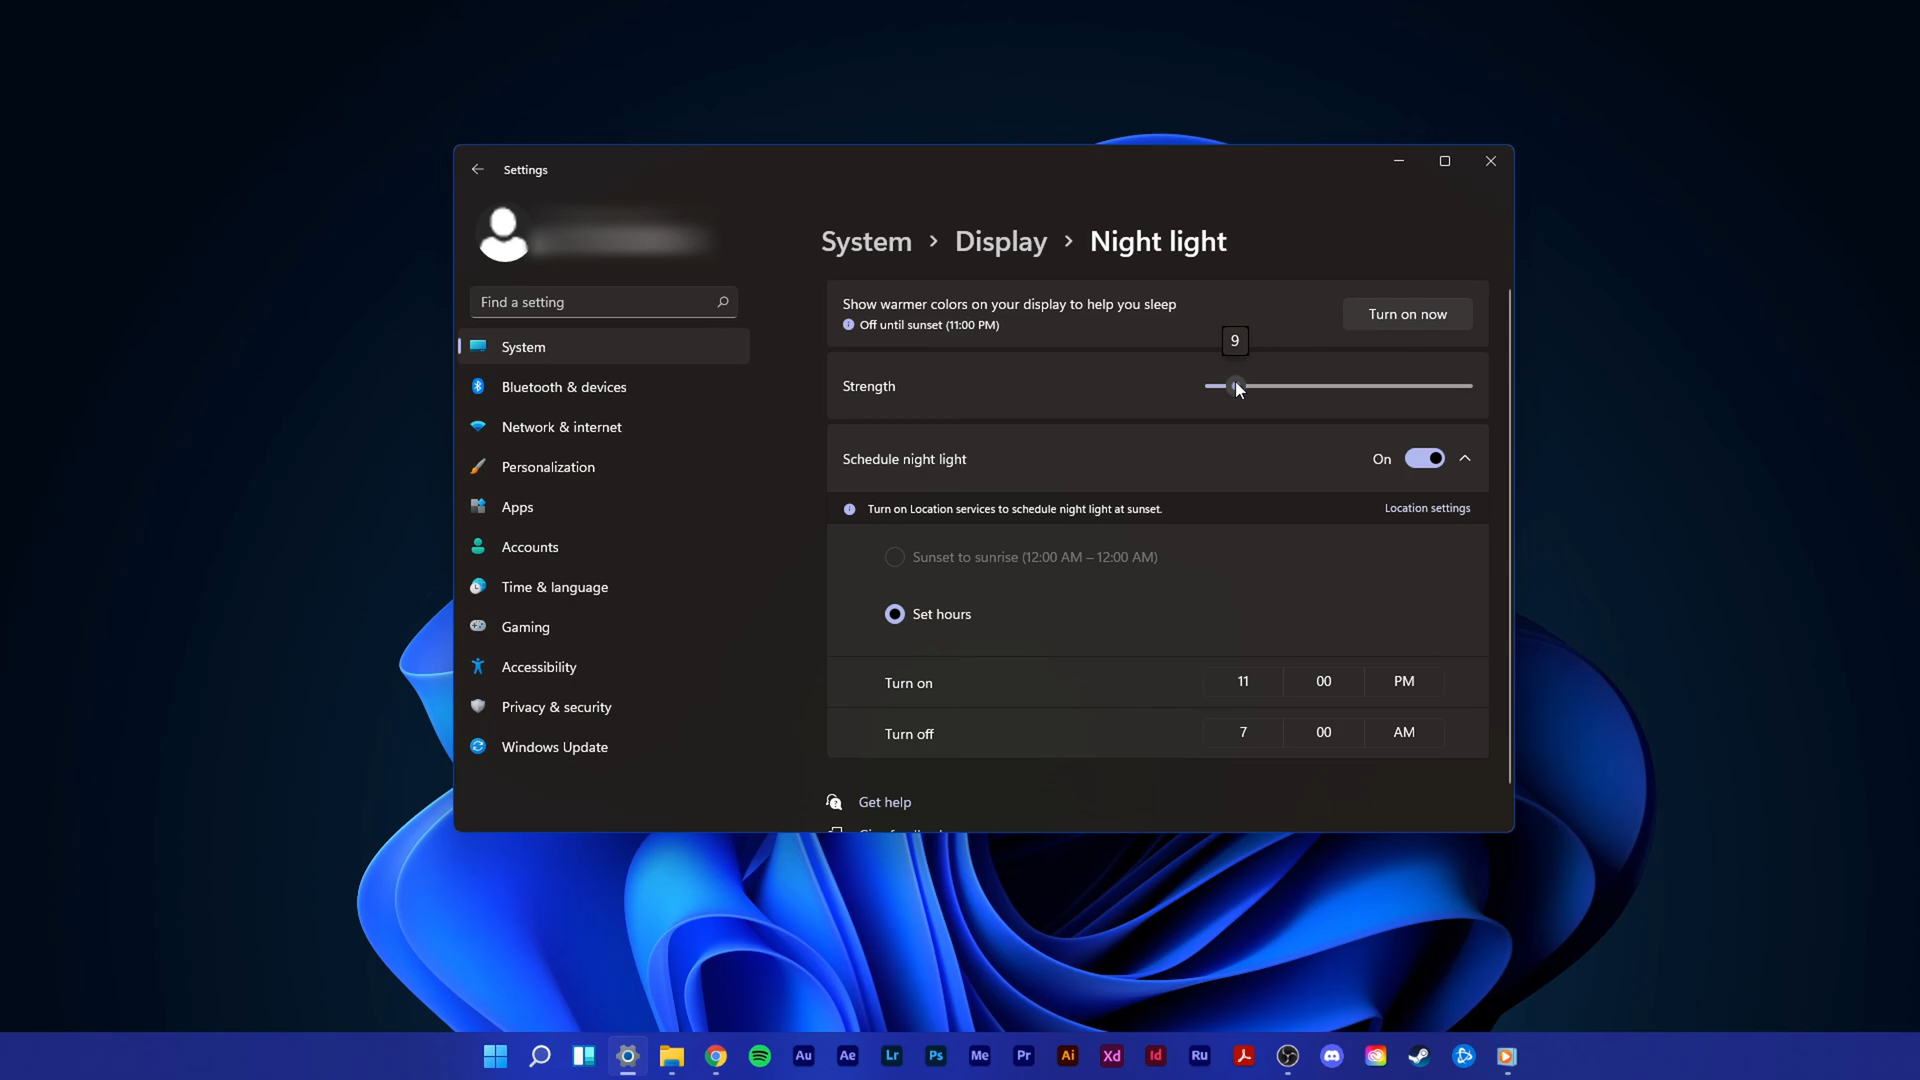 Settings
System > Display > Night light
Find a setting
System
Bluetooth & devices
Network & internet
Personalization
Apps
Accounts
Time & language
Gaming
Accessibility
Privacy & security
Windows Update
Show warmer colors on your display to help you sleep
Off until sunset (11:00 PM)
Turn on now
9
Strength
Schedule night light
On
Turn on Location services to schedule night light at sunset.
Location settings
Sunset to sunrise (12:00 AM – 12:00 AM)
Set hours
Turn on 11 00 PM
Turn off 7 00 AM
Get help
Au Ae Lr Ps Me Pr Ai Xd Id Ru